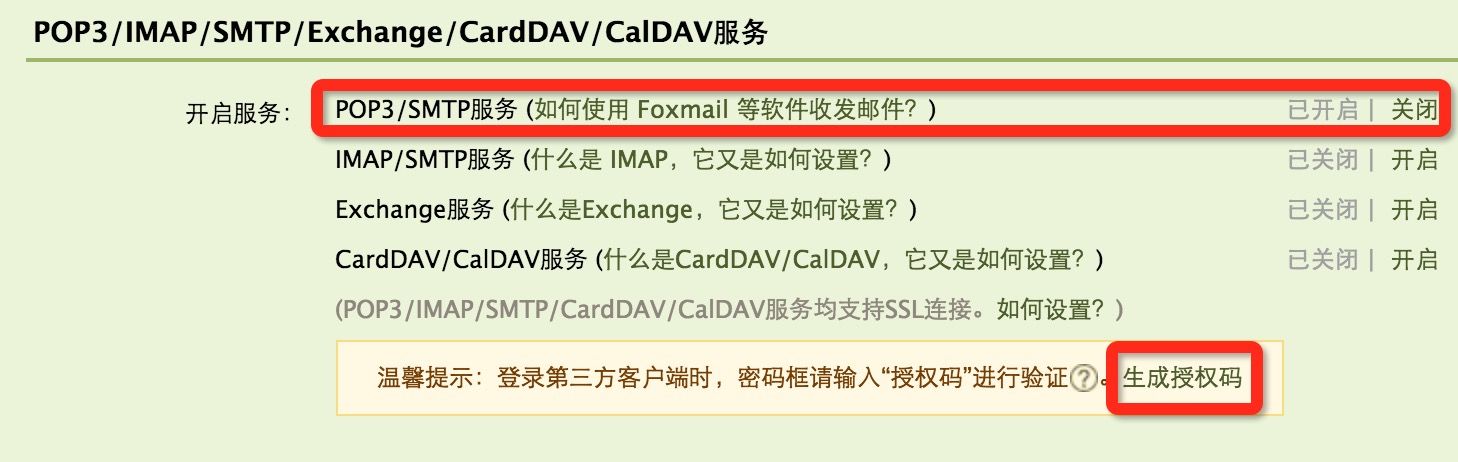 POP3/IMAP/SMTP/Exchange/CardDAV/CalDAV服务
开启服务： POP3/SMTP服务 (如何使用 Foxmail 等软件收发邮件？) 已开启 | 关闭
IMAP/SMTP服务 (什么是 IMAP，它又是如何设置？) 已关闭 | 开启
Exchange服务 (什么是Exchange，它又是如何设置？) 已关闭 | 开启
CardDAV/CalDAV服务 (什么是CardDAV/CalDAV，它又是如何设置？) 已关闭 | 开启
(POP3/IMAP/SMTP/CardDAV/CalDAV服务均支持SSL连接。如何设置？)
温馨提示：登录第三方客户端时，密码框请输入“授权码”进行验证?。生成授权码